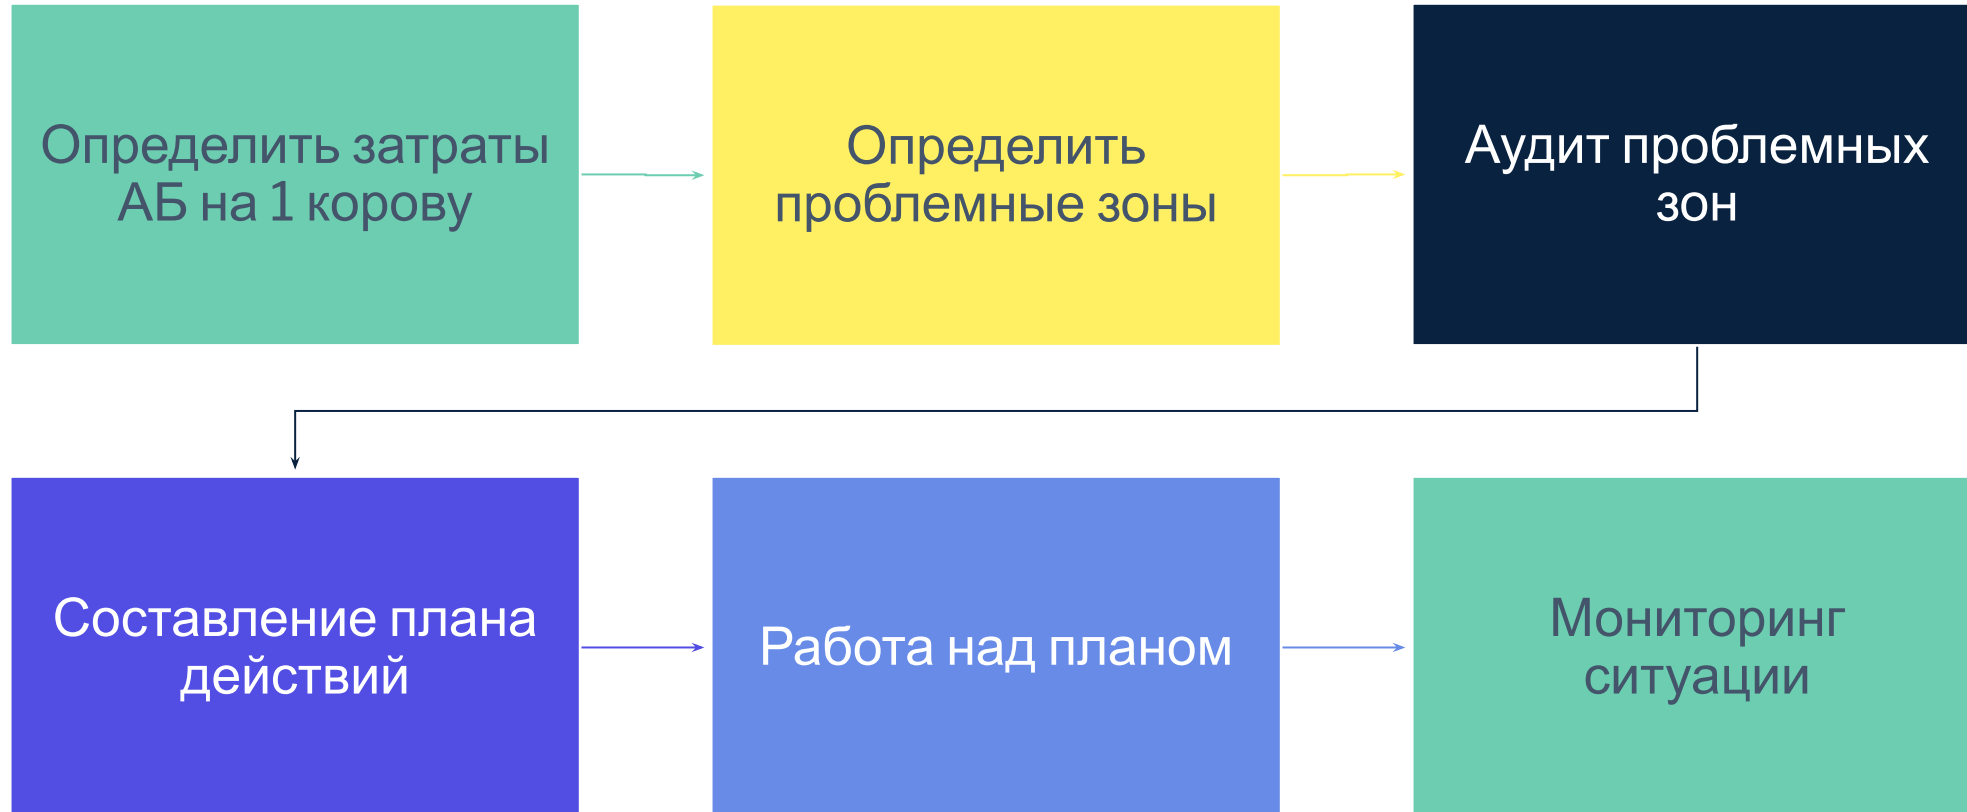 Определить затраты
АБ на 1 корову
Определить
проблемные зоны
Аудит проблемных
зон
Составление плана
действий
Работа над планом
Мониторинг
ситуации